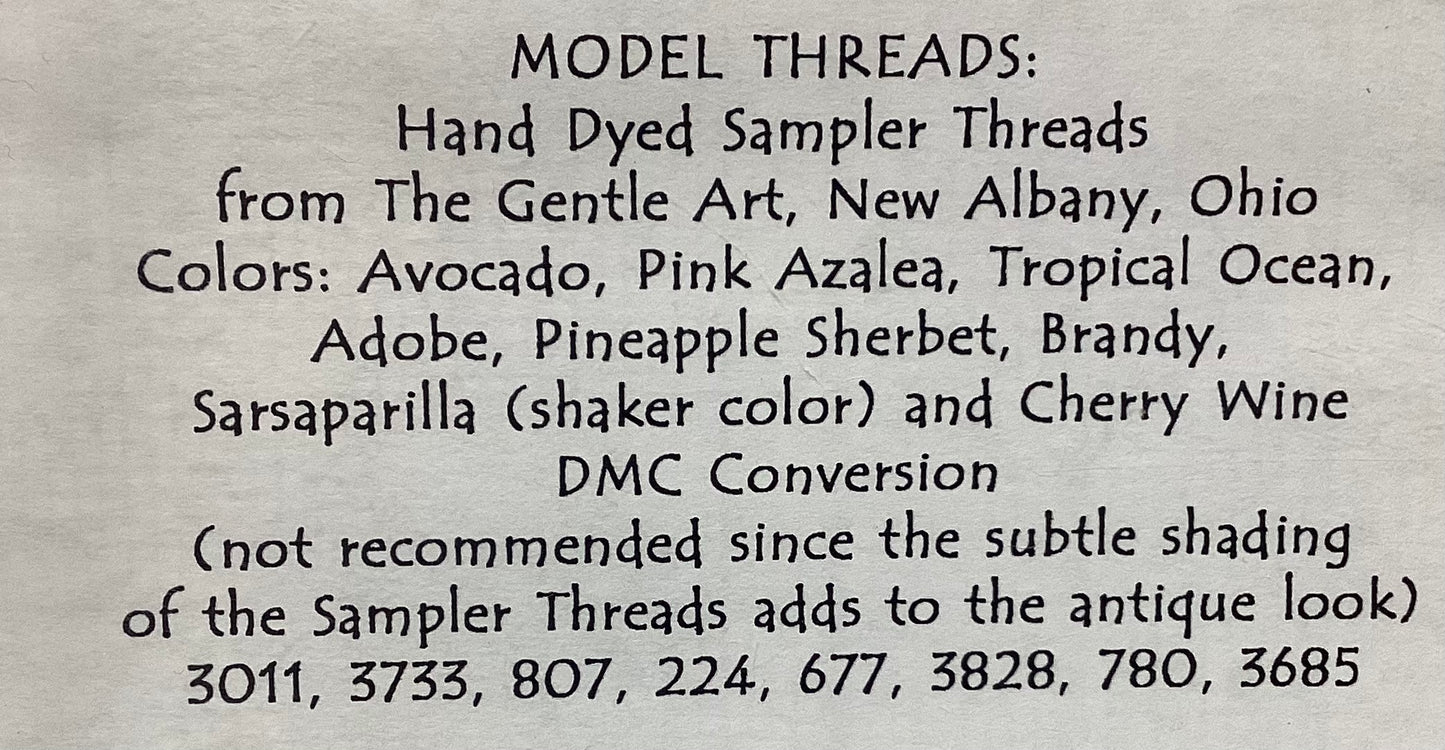 MODEL THREADS:
Hand Dyed Sampler Threads
from The Gentle Art, New Albany, Ohio
Colors: Avocado, Pink Azalea, Tropical Ocean,
Adobe, Pineapple Sherbet, Brandy,
Sarsaparilla (shaker color) and Cherry Wine
DMC Conversion
(not recommended since the subtle shading
of the Sampler Threads adds to the antique look)
3011, 3733, 807, 224, 677, 3828, 780, 3685